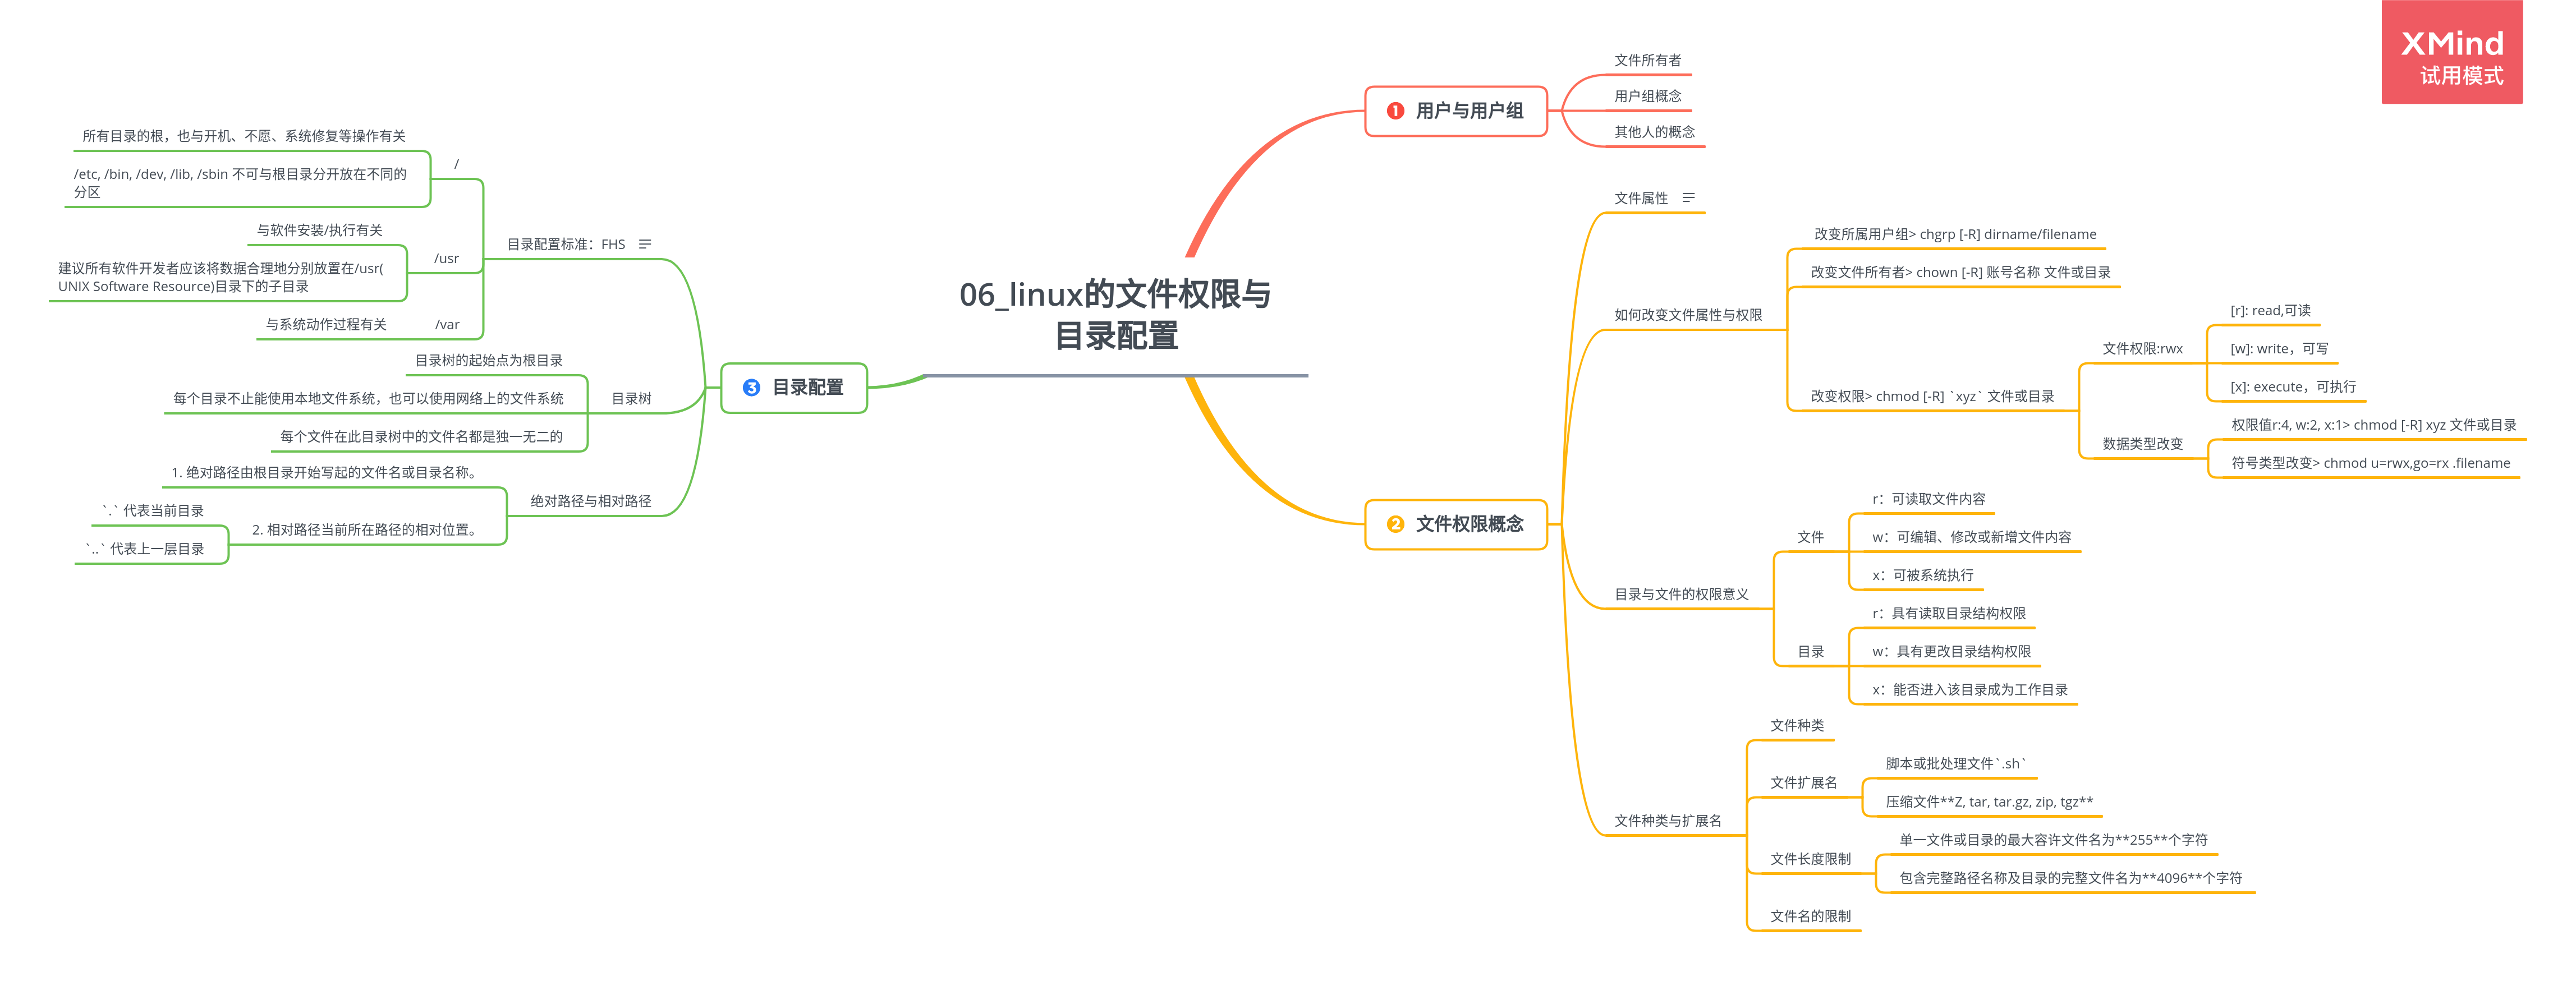 XMind
试用模式
06_linux的文件权限与
目录配置
1 用户与用户组
文件所有者
用户组概念
其他人的概念
2 文件权限概念
文件属性
如何改变文件属性与权限
改变所属用户组> chgrp [-R] dirname/filename
改变文件所有者> chown [-R] 账号名称 文件或目录
改变权限> chmod [-R] `xyz` 文件或目录
文件权限:rwx
[r]: read,可读
[w]: write，可写
[x]: execute，可执行
数据类型改变
权限值r:4, w:2, x:1> chmod [-R] xyz 文件或目录
符号类型改变> chmod u=rwx,go=rx .filename
目录与文件的权限意义
文件
r：可读取文件内容
w：可编辑、修改或新增文件内容
x：可被系统执行
目录
r：具有读取目录结构权限
w：具有更改目录结构权限
x：能否进入该目录成为工作目录
文件种类与扩展名
文件种类
文件扩展名
脚本或批处理文件`.sh`
压缩文件**Z, tar, tar.gz, zip, tgz**
文件长度限制
单一文件或目录的最大容许文件名为**255**个字符
包含完整路径名称及目录的完整文件名为**4096**个字符
文件名的限制
3 目录配置
目录配置标准：FHS
/
所有目录的根，也与开机、不愿、系统修复等操作有关
/etc, /bin, /dev, /lib, /sbin 不可与根目录分开放在不同的
分区
/usr
与软件安装/执行有关
建议所有软件开发者应该将数据合理地分别放置在/usr(
UNIX Software Resource)目录下的子目录
/var
与系统动作过程有关
目录树
目录树的起始点为根目录
每个目录不止能使用本地文件系统，也可以使用网络上的文件系统
每个文件在此目录树中的文件名都是独一无二的
绝对路径与相对路径
1. 绝对路径由根目录开始写起的文件名或目录名称。
2. 相对路径当前所在路径的相对位置。
`.` 代表当前目录
`..` 代表上一层目录